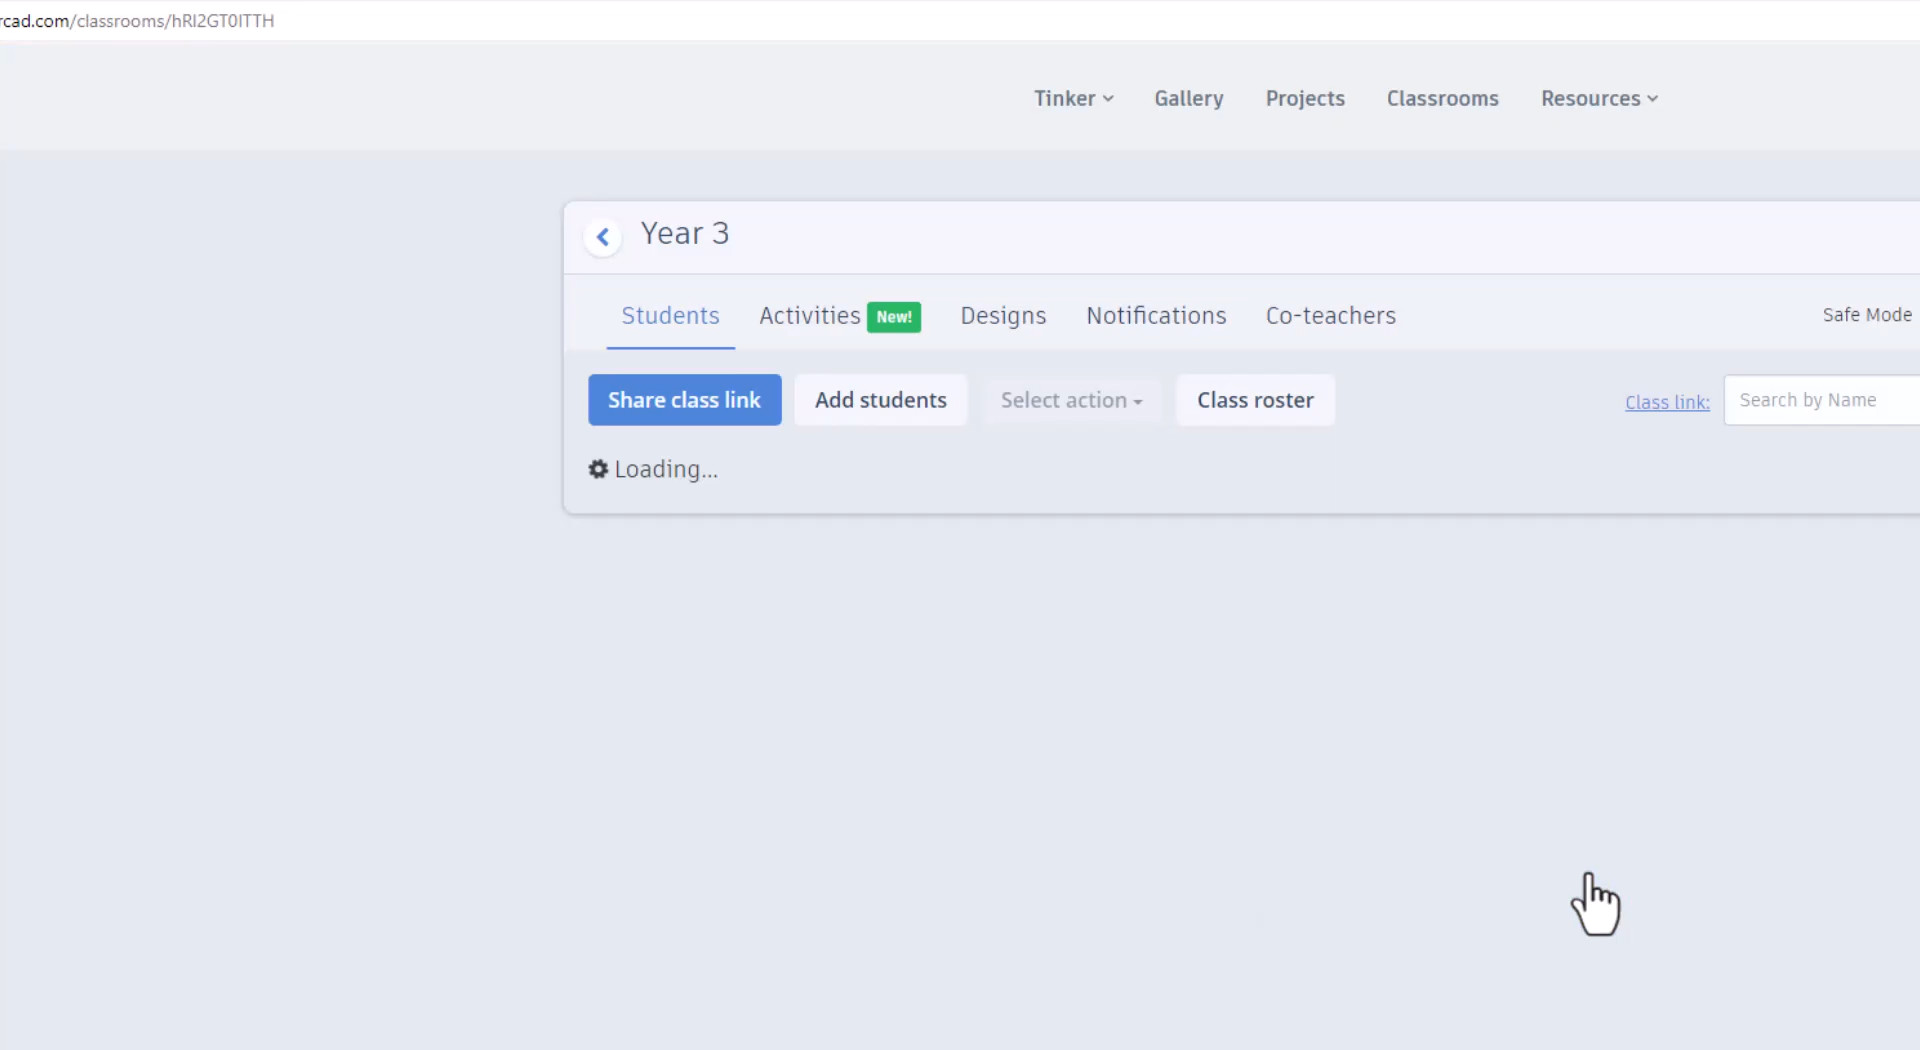 rcad.com/classrooms/hRI2GT0ITTH
Tinker Gallery Projects Classrooms Resources
Year 3
Students Activities New! Designs Notifications Co-teachers Safe Mode
Share class link Add students Select action Class roster Class link: Search by Name
Loading...